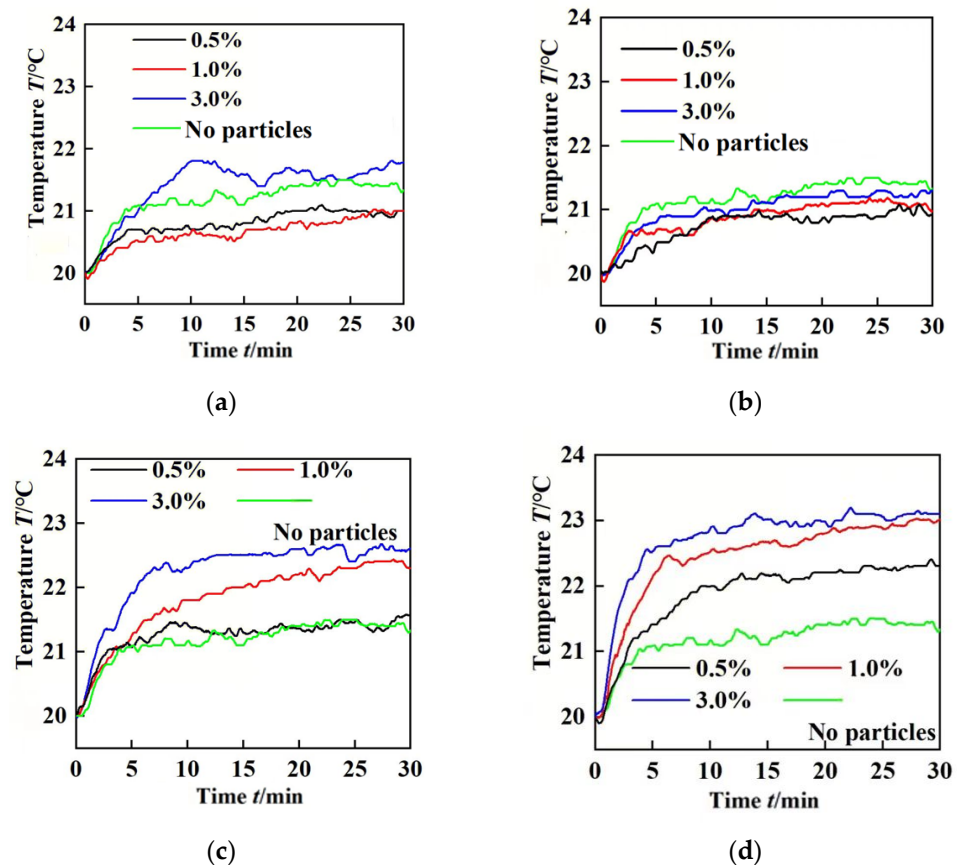 24
23
22
21
20
Temperature T/°C
0.5%
1.0%
3.0%
No particles
0 5 10 15 20 25 30
Time t/min
(a)
24
23
22
21
20
Temperature T/°C
0.5%
1.0%
3.0%
No particles
0 5 10 15 20 25 30
Time t/min
(b)
24
23
22
21
20
Temperature T/°C
0.5% 1.0%
3.0%
No particles
0 5 10 15 20 25 30
Time t/min
(c)
24
23
22
21
20
Temperature T/°C
0.5% 1.0%
3.0%
No particles
0 5 10 15 20 25 30
Time t/min
(d)